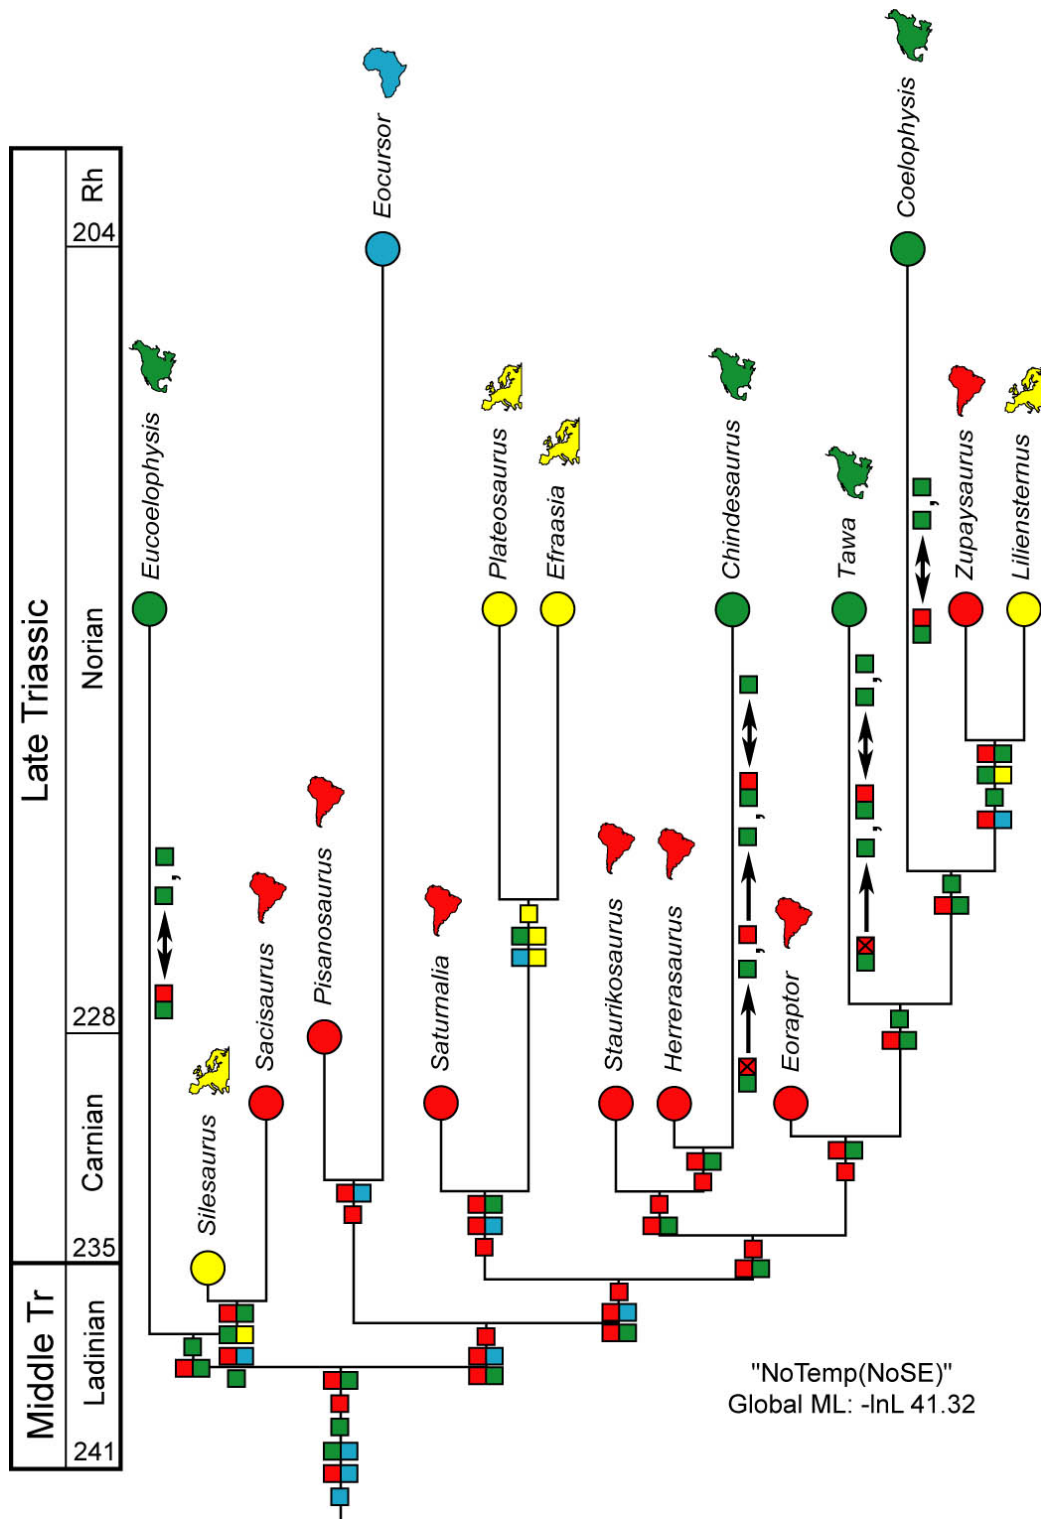 Coelophysis
Eocursor
Rh
204
Eucoelophysis
Plateosaurus
Efraasia
Chindesaurus
Tawa
Zupaysaurus
Liliensternus
Late Triassic
Norian
228
Sacisaurus
Pisanosaurus
Saturnalia
Staurikosaurus
Herrerasaurus
Eoraptor
Silesaurus
Carnian
235
Middle Tr
Ladinian
241
"NoTemp(NoSE)"
Global ML: -lnL 41.32